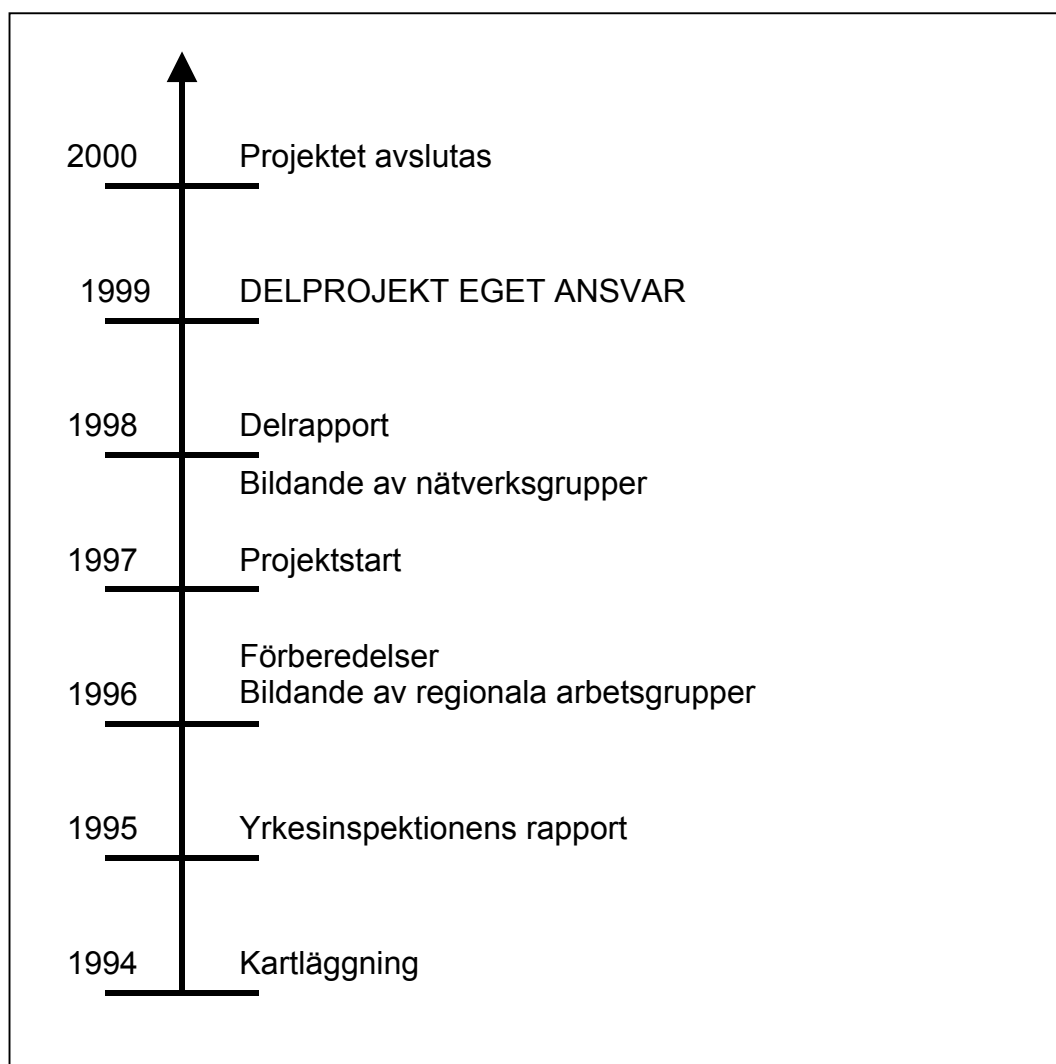 2000 Projektet avslutas
1999 DELPROJEKT EGET ANSVAR
1998 Delrapport
Bildande av nätverksgrupper
1997 Projektstart
Förberedelser
1996 Bildande av regionala arbetsgrupper
1995 Yrkesinspektionens rapport
1994 Kartläggning